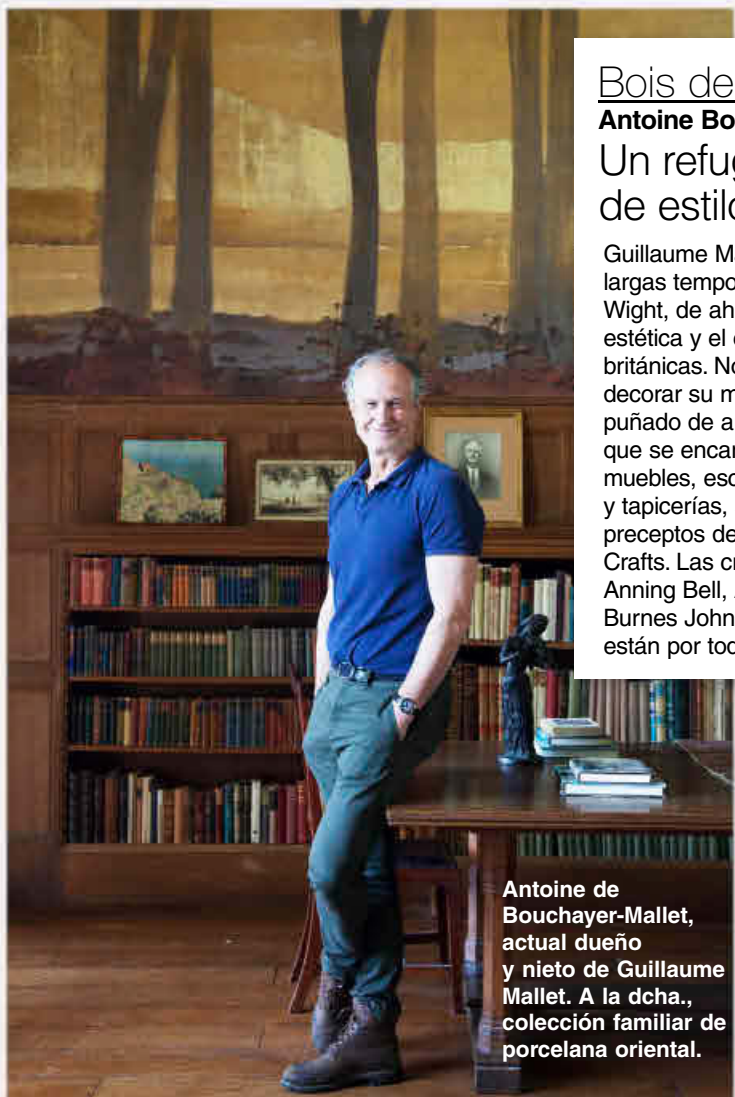 Bois de
Antoine Bo
Un refug
de estilo
Guillaume Ma
largas tempo
Wight, de ah
estética y el
británicas. No
decorar su m
puñado de a
que se encar
muebles, esc
y tapicerías,
preceptos de
Crafts. Las cr
Anning Bell,
Burnes John
están por tod
Antoine de
Bouchayer-Mallet,
actual dueño
y nieto de Guillaume
Mallet. A la dcha.,
colección familiar de
porcelana oriental.